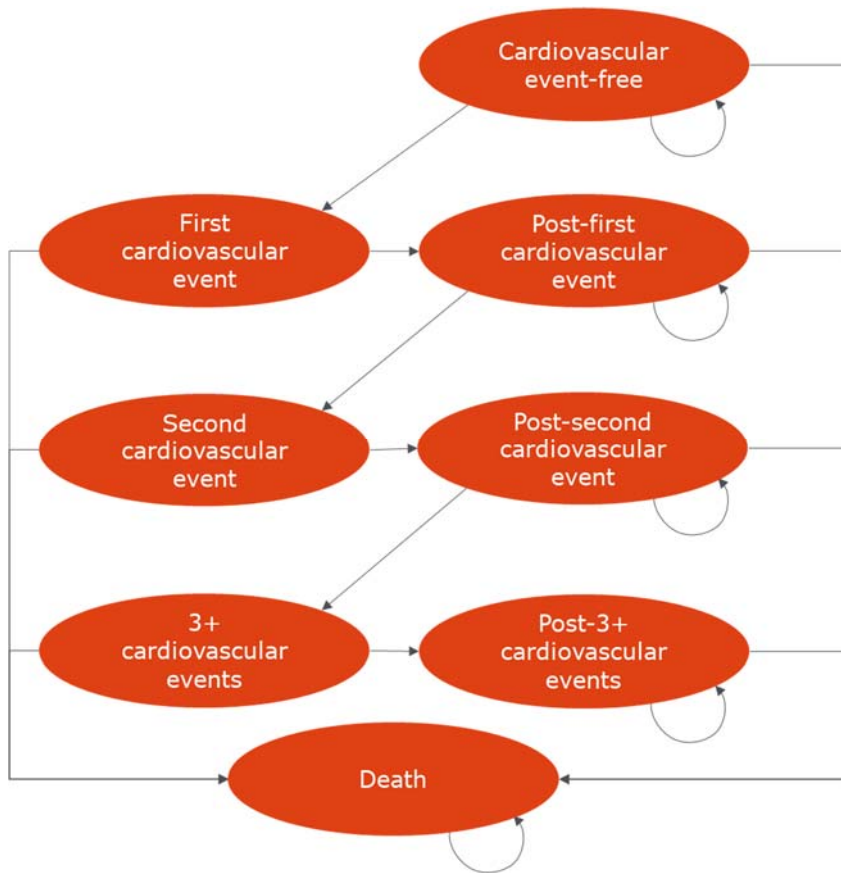 Cardiovascular
event-free
First
cardiovascular
event
Post-first
cardiovascular
event
Second
cardiovascular
event
Post-second
cardiovascular
event
3+
cardiovascular
events
Post-3+
cardiovascular
events
Death